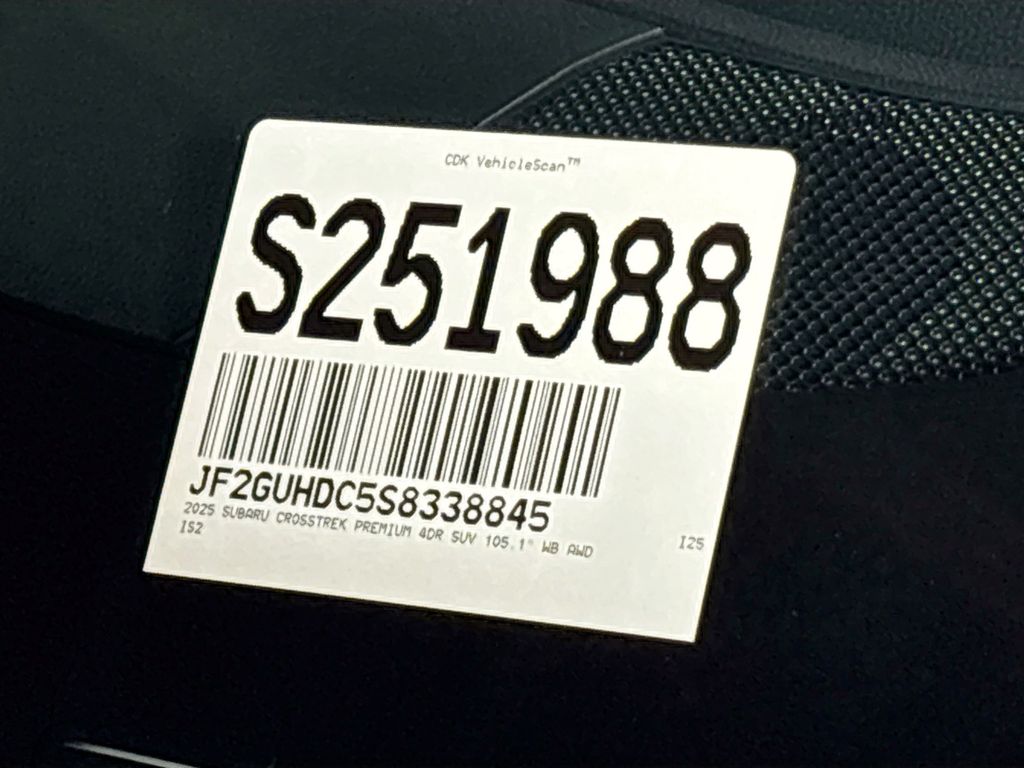 CDK VehicleScan™
S251988
JF2GUHDC5S8338845
2025 SUBARU CROSSTREK PREMIUM 4DR SUV 105.1" WB AWD
IS2 I25